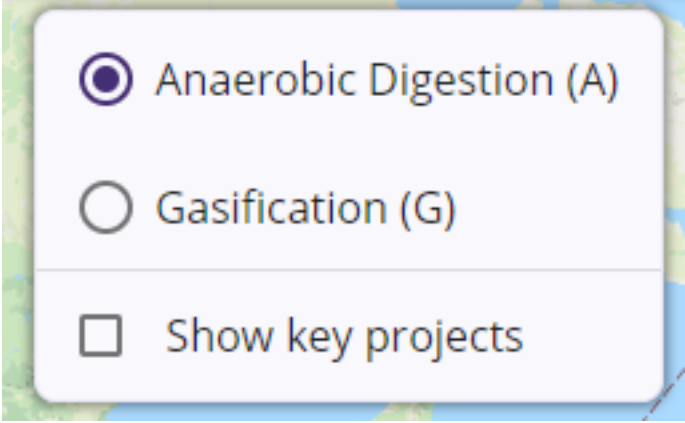 Anaerobic Digestion (A)
Gasification (G)
Show key projects